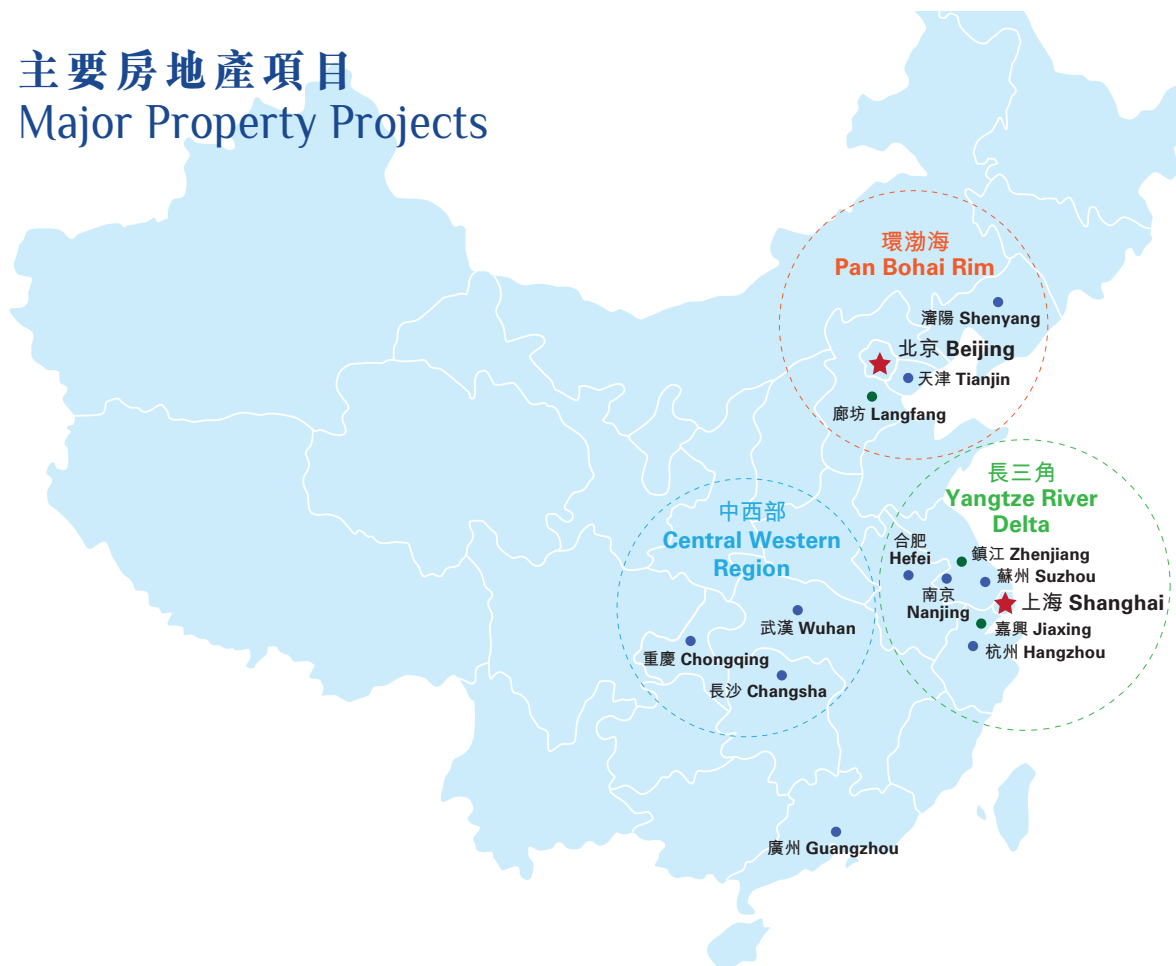 主要房地產項目
Major Property Projects
環渤海
Pan Bohai Rim
瀋陽 Shenyang
北京 Beijing
天津 Tianjin
廊坊 Langfang
長三角
Yangtze River
Delta
合肥
Hefei
鎮江 Zhenjiang
蘇州 Suzhou
南京
Nanjing
上海 Shanghai
嘉興 Jiaxing
杭州 Hangzhou
中西部
Central Western
Region
武漢 Wuhan
重慶 Chongqing
長沙 Changsha
廣州 Guangzhou